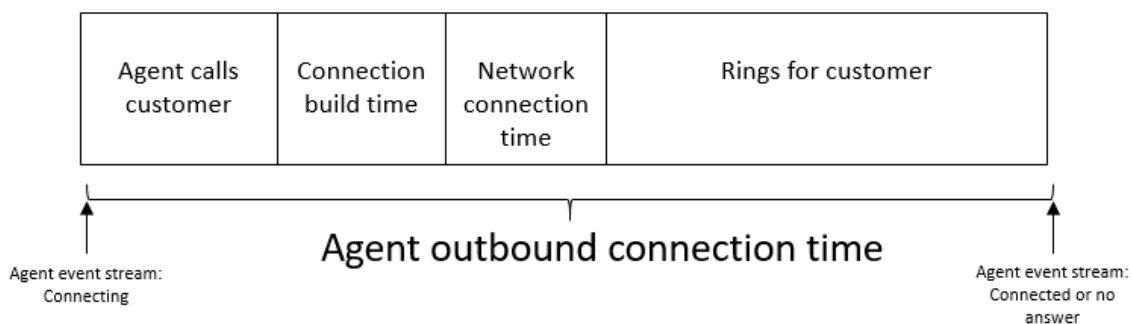 Agent calls
customer
Connection
build time
Network
connection
time
Rings for customer
Agent outbound connection time
Agent event stream:
Connecting
Agent event stream:
Connected or no
answer